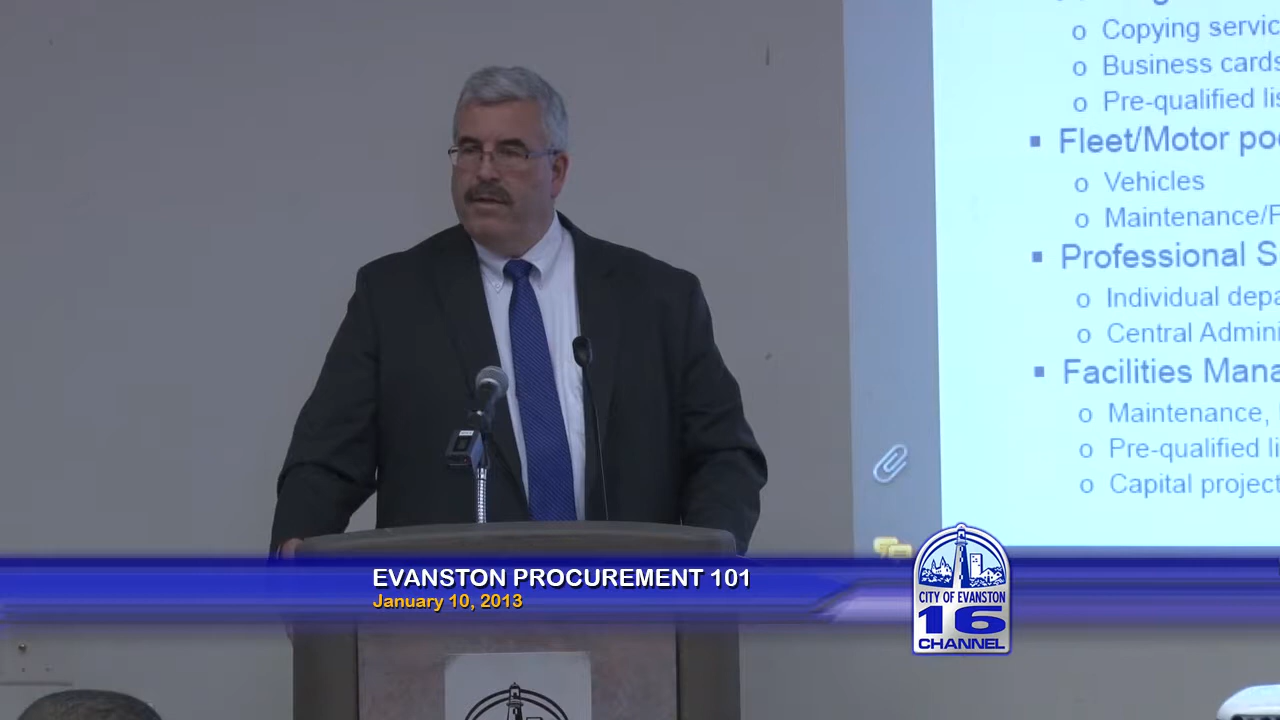 Copying servic
Business cards
Pre-qualified lis
Fleet/Motor poo
Vehicles
Maintenance/F
Professional S
Individual depa
Central Admini
Facilities Mana
Maintenance,
Pre-qualified li
Capital project
EVANSTON PROCUREMENT 101
January 10, 2013
CITY OF EVANSTON
16
CHANNEL